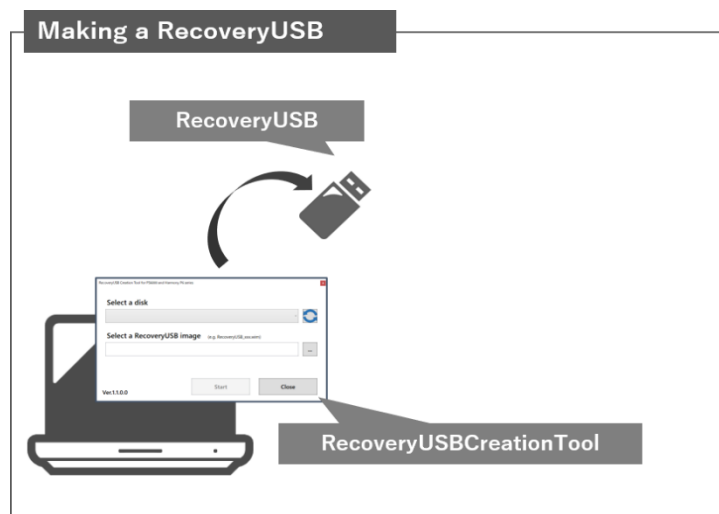 Making a RecoveryUSB
RecoveryUSB
Select a disk
Select a RecoveryUSB image
Start
Close
Ver.1.1.0.0
RecoveryUSBCreationTool